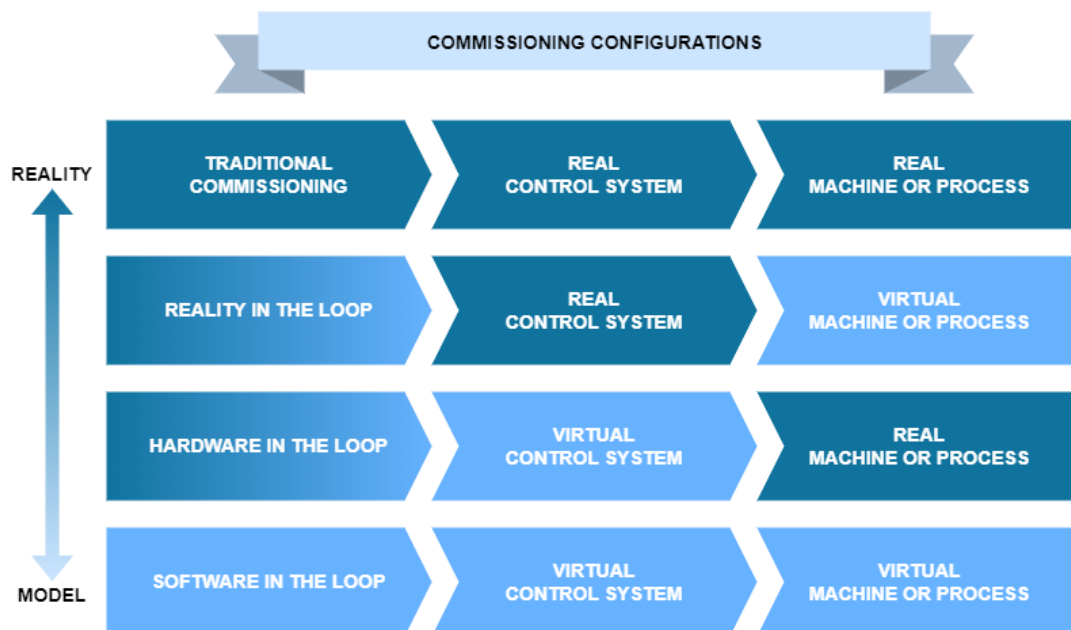 COMMISSIONING CONFIGURATIONS
REALITY
TRADITIONAL
COMMISSIONING
REAL
CONTROL SYSTEM
REAL
MACHINE OR PROCESS
REALITY IN THE LOOP
REAL
CONTROL SYSTEM
VIRTUAL
MACHINE OR PROCESS
HARDWARE IN THE LOOP
VIRTUAL
CONTROL SYSTEM
REAL
MACHINE OR PROCESS
MODEL
SOFTWARE IN THE LOOP
VIRTUAL
CONTROL SYSTEM
VIRTUAL
MACHINE OR PROCESS